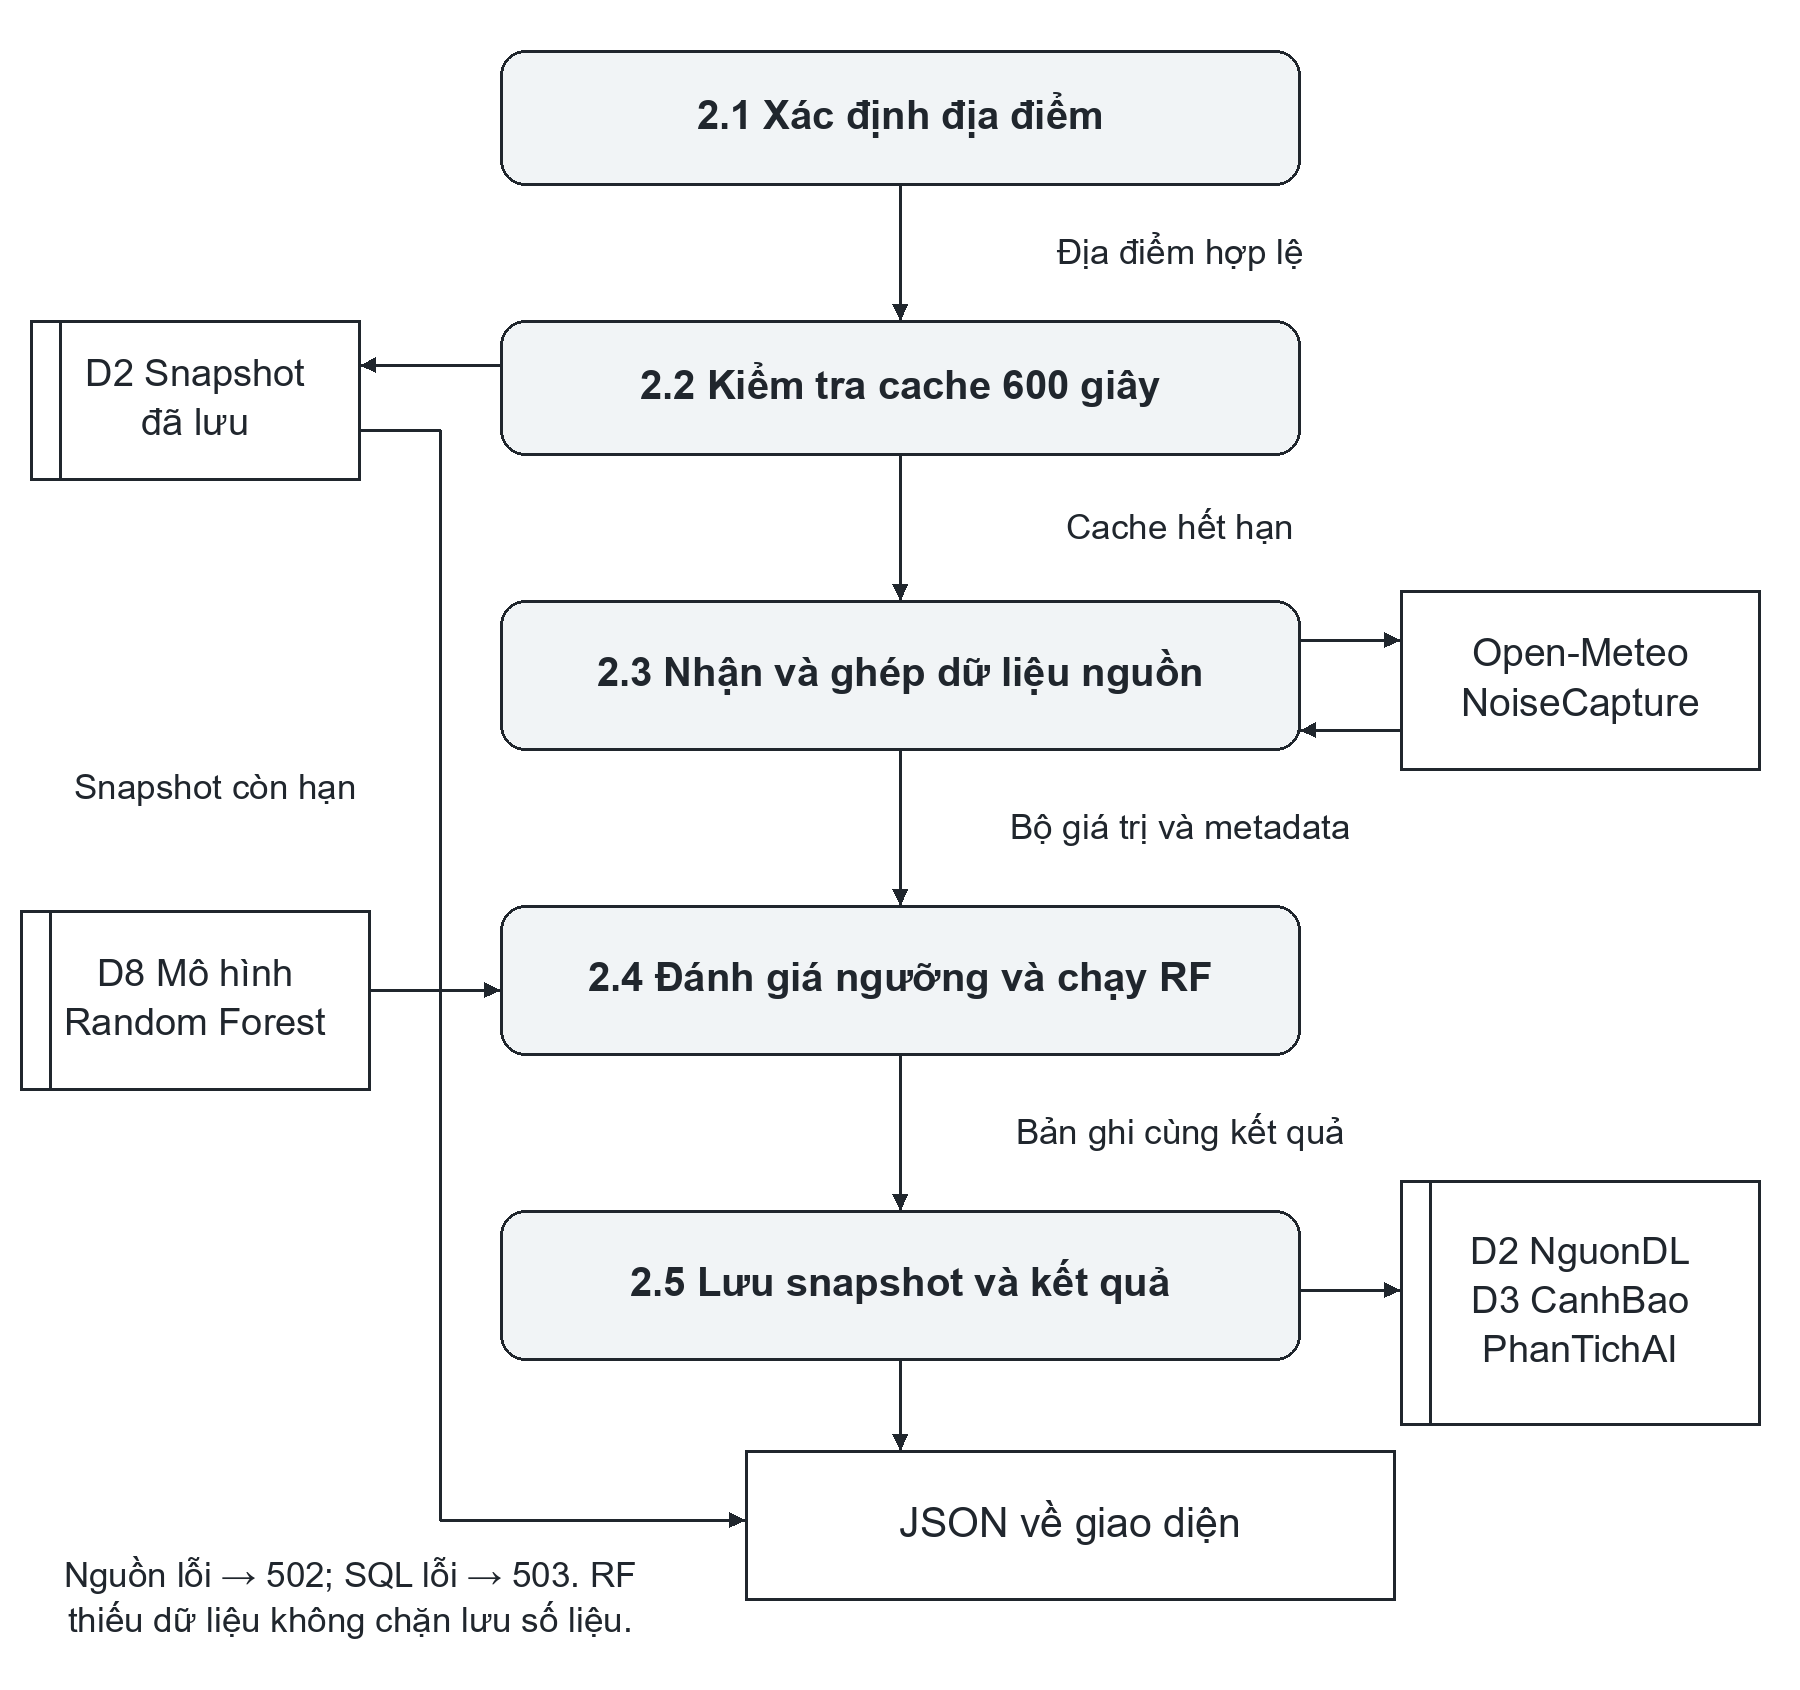 2.1 Xác định địa điểm
Địa điểm hợp lệ
D2 Snapshot
đã lưu
2.2 Kiểm tra cache 600 giây
Cache hết hạn
2.3 Nhận và ghép dữ liệu nguồn
Open-Meteo
NoiseCapture
Snapshot còn hạn
Bộ giá trị và metadata
D8 Mô hình
Random Forest
2.4 Đánh giá ngưỡng và chạy RF
Bản ghi cùng kết quả
2.5 Lưu snapshot và kết quả
D2 NguonDL
D3 CanhBao
PhanTichAI
JSON về giao diện
Nguồn lỗi → 502; SQL lỗi → 503. RF
thiếu dữ liệu không chặn lưu số liệu.